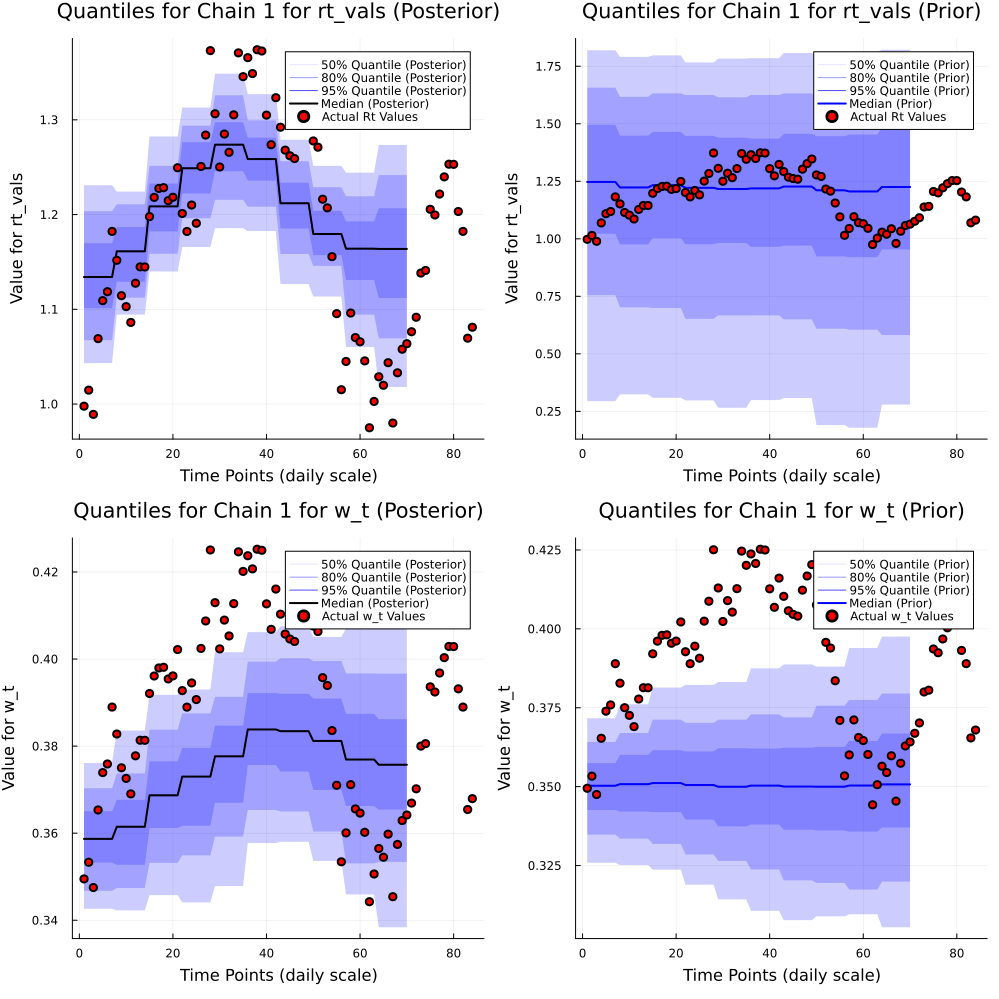 Quantiles for Chain 1 for rt_vals (Posterior)
Value for rt_vals
1.3
1.2
1.1
1.0
50% Quantile (Posterior)
80% Quantile (Posterior)
95% Quantile (Posterior)
Median (Posterior)
Actual Rt Values
0
20
40
60
80
Time Points (daily scale)
Quantiles for Chain 1 for rt_vals (Prior)
Value for rt_vals
1.75
1.50
1.25
1.00
0.75
0.50
0.25
50% Quantile (Prior)
80% Quantile (Prior)
95% Quantile (Prior)
Median (Prior)
Actual Rt Values
0
20
40
60
80
Time Points (daily scale)
Quantiles for Chain 1 for w_t (Posterior)
Value for w_t
0.42
0.40
0.38
0.36
0.34
50% Quantile (Posterior)
80% Quantile (Posterior)
95% Quantile (Posterior)
Median (Posterior)
Actual w_t Values
0
20
40
60
80
Time Points (daily scale)
Quantiles for Chain 1 for w_t (Prior)
Value for w_t
0.425
0.400
0.375
0.350
0.325
50% Quantile (Prior)
80% Quantile (Prior)
95% Quantile (Prior)
Median (Prior)
Actual w_t Values
0
20
40
60
80
Time Points (daily scale)